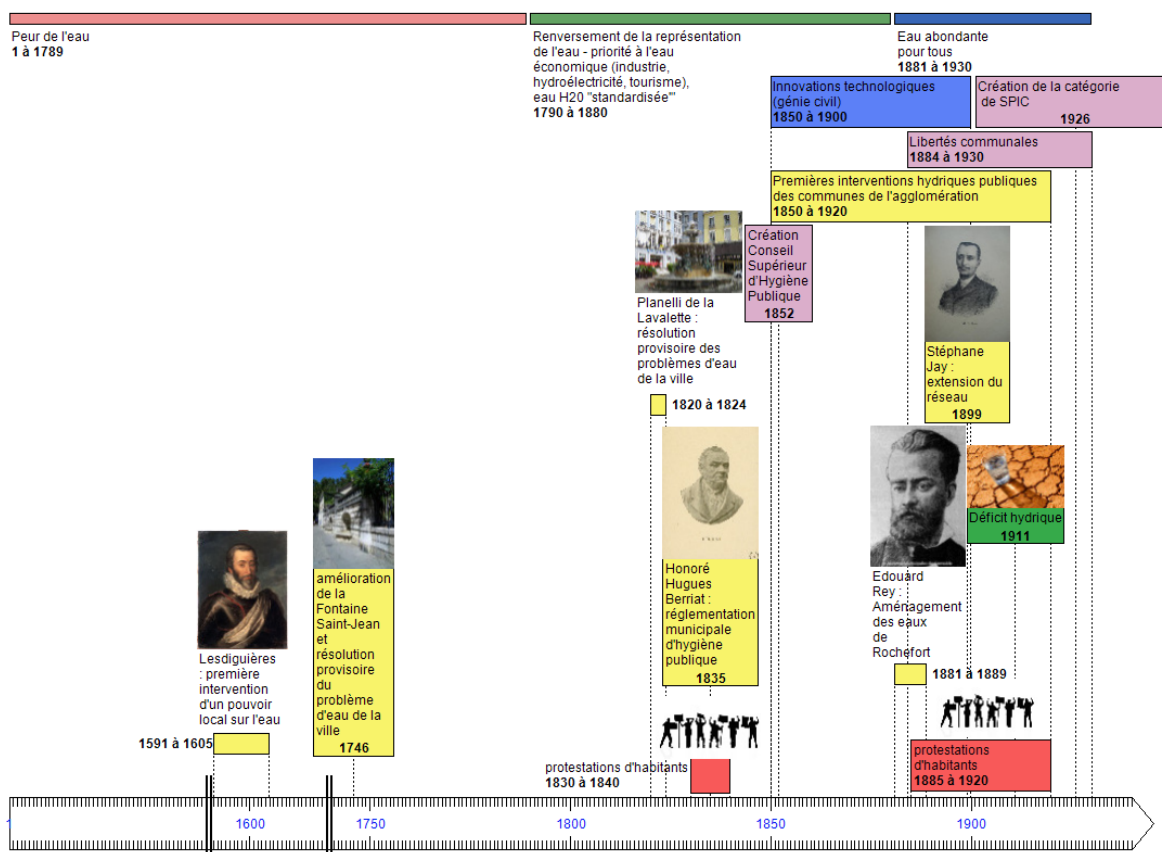 Peur de l'eau
1 à 1789
Renversement de la représentation
de l'eau - priorité à l'eau
économique (industrie,
hydroélectricité, tourisme),
eau H20 "standardisée"'
1790 à 1880
Eau abondante
pour tous
1881 à 1930
Innovations technologiques
(génie civil)
1850 à 1900
Création de la catégorie
de SPIC
1926
Libertés communales
1884 à 1930
Premières interventions hydriques publiques
des communes de l'agglomération
1850 à 1920
Création
Conseil
Supérieur
d'Hygiène
Publique
1852
Planelli de la
Lavalette :
résolution
provisoire des
problèmes d'eau
de la ville
1820 à 1824
Stéphane
Jay :
extension du
réseau
1899
Honoré
Hugues
Berriat :
réglementation
municipale
d'hygiène
publique
1835
Edouard
Rey :
Aménagement
des eaux
de
Rochefort
1881 à 1889
Déficit hydrique
1911
Lesdiguières
: première
intervention
d'un pouvoir
local sur l'eau
1591 à 1605
amélioration
de la
Fontaine
Saint-Jean
et
résolution
provisoire
du
problème
d'eau de la
ville
1746
protestations d'habitants
1830 à 1840
protestations
d'habitants
1885 à 1920
1600
1750
1800
1850
1900